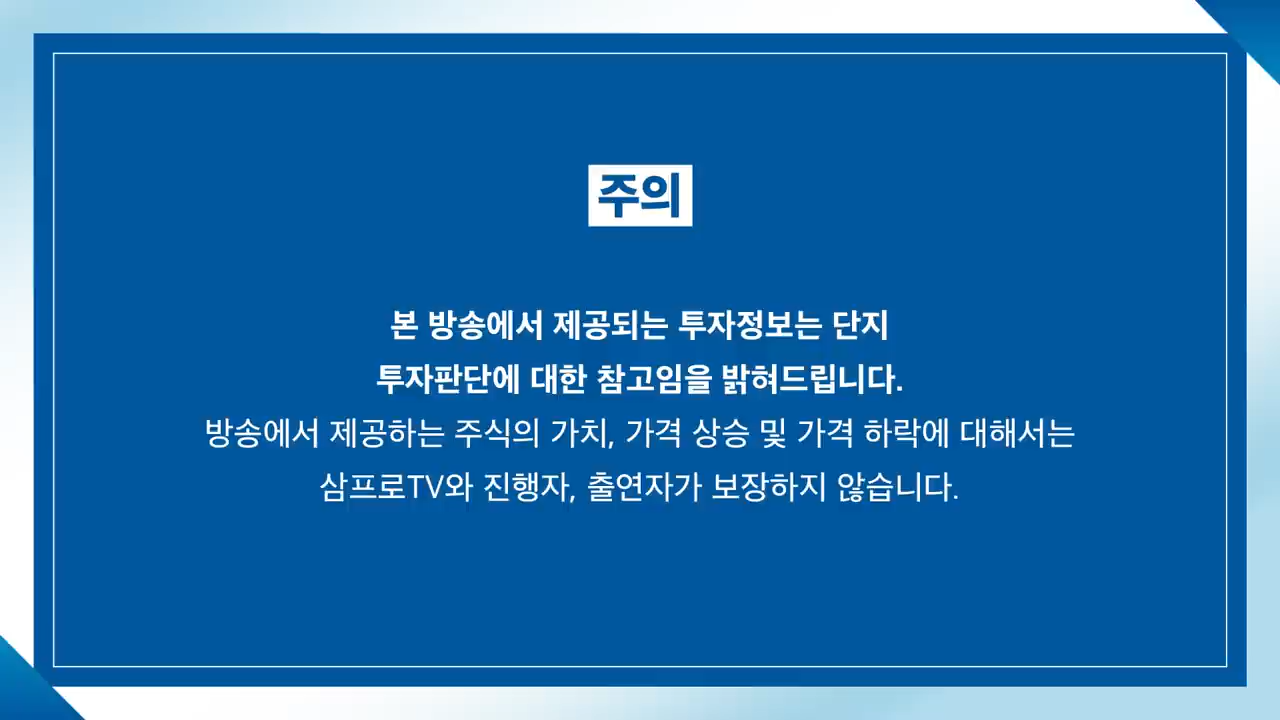 주의
본 방송에서 제공되는 투자정보는 단지
투자판단에 대한 참고임을 밝혀드립니다.
방송에서 제공하는 주식의 가치, 가격 상승 및 가격 하락에 대해서는
삼프로TV와 진행자, 출연자가 보장하지 않습니다.